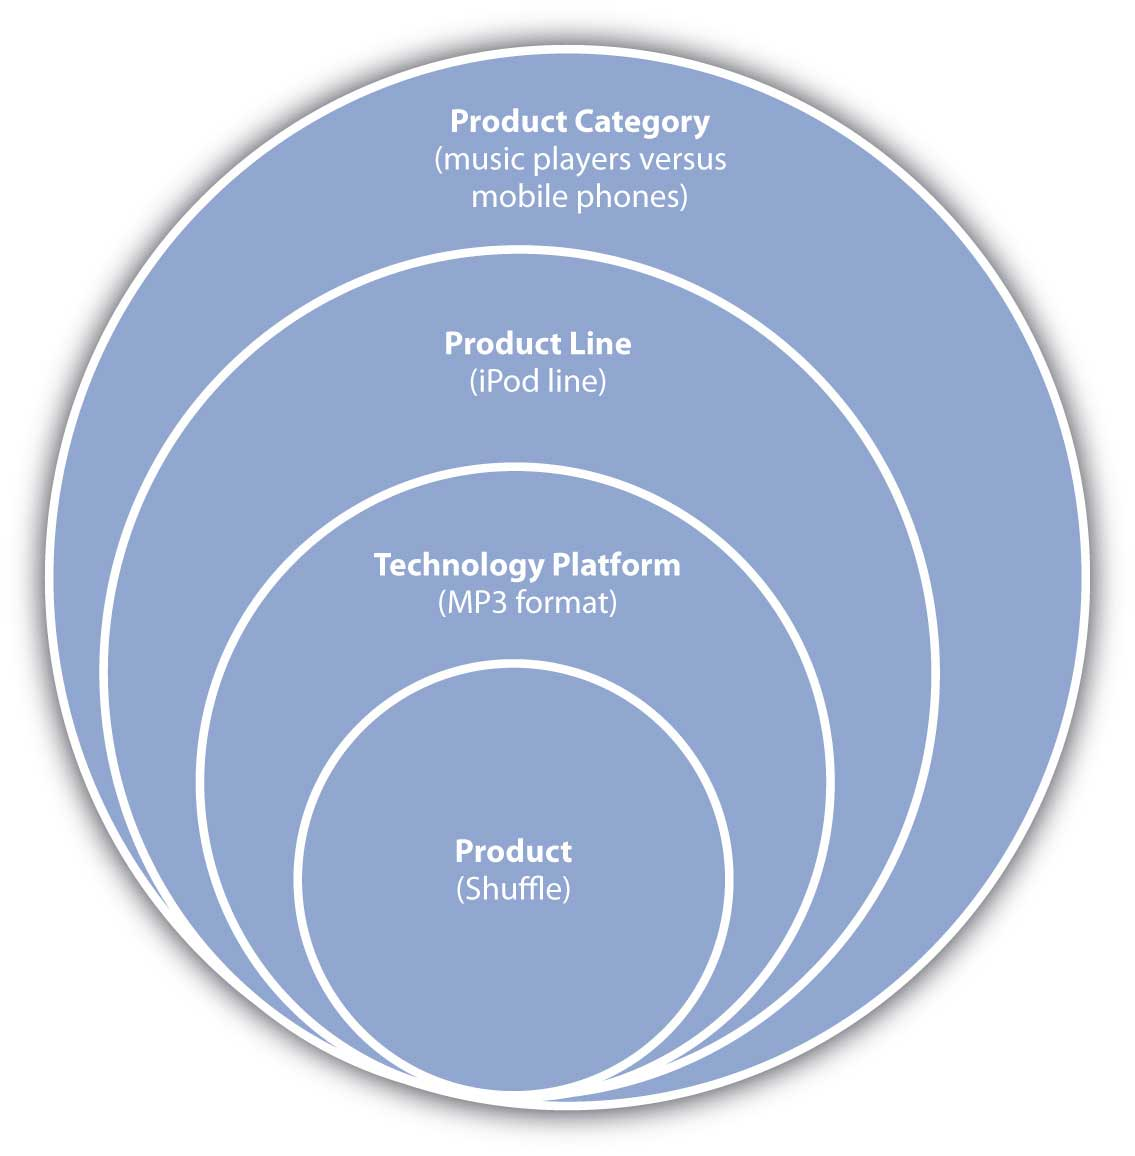 Product Category
(music players versus
mobile phones)
Product Line
(iPod line)
Technology Platform
(MP3 format)
Product
(Shuffle)